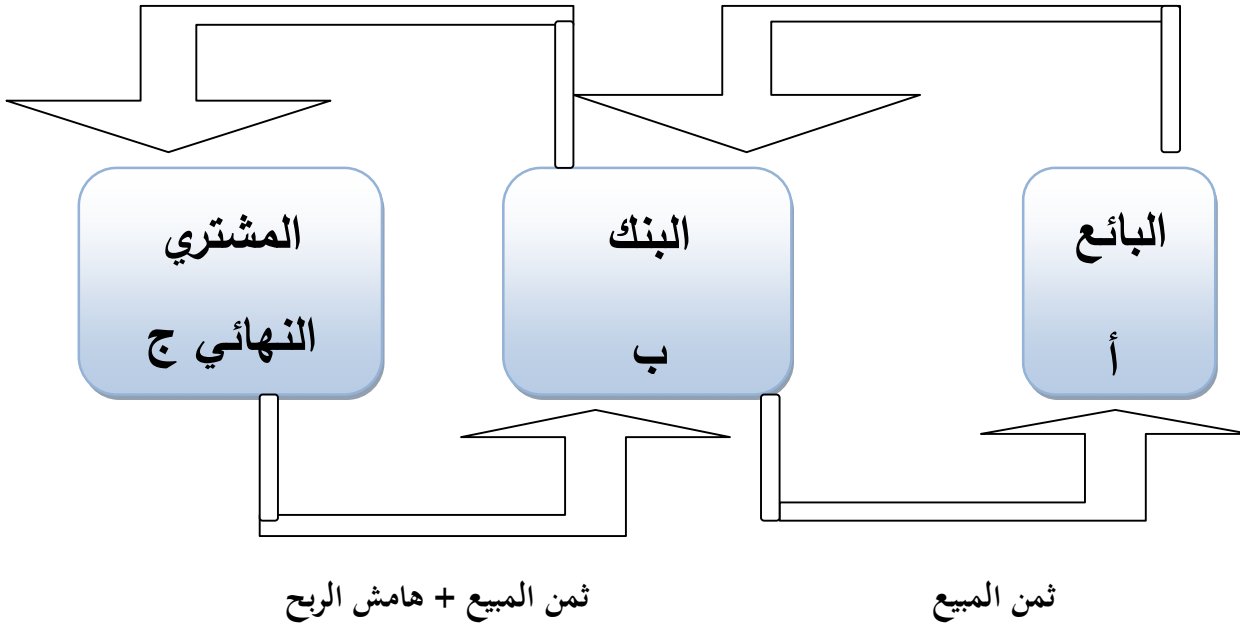 البائع
أ
البنك
ب
المشتري
النهائي ج
ثمن المبيع
ثمن المبيع + هامش الربح